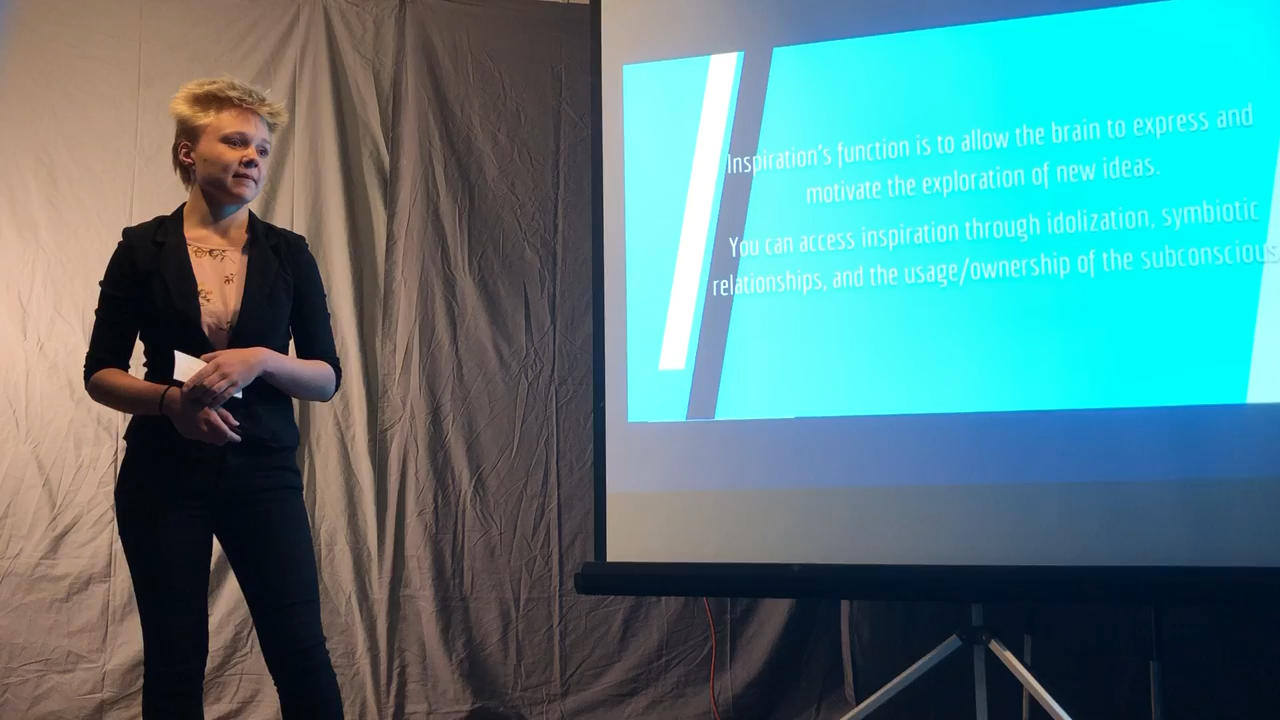 Inspiration's function is to allow the brain to express and
motivate the exploration of new ideas.
You can access inspiration through idolization, symbiotic
relationships, and the usage/ownership of the subconscious.